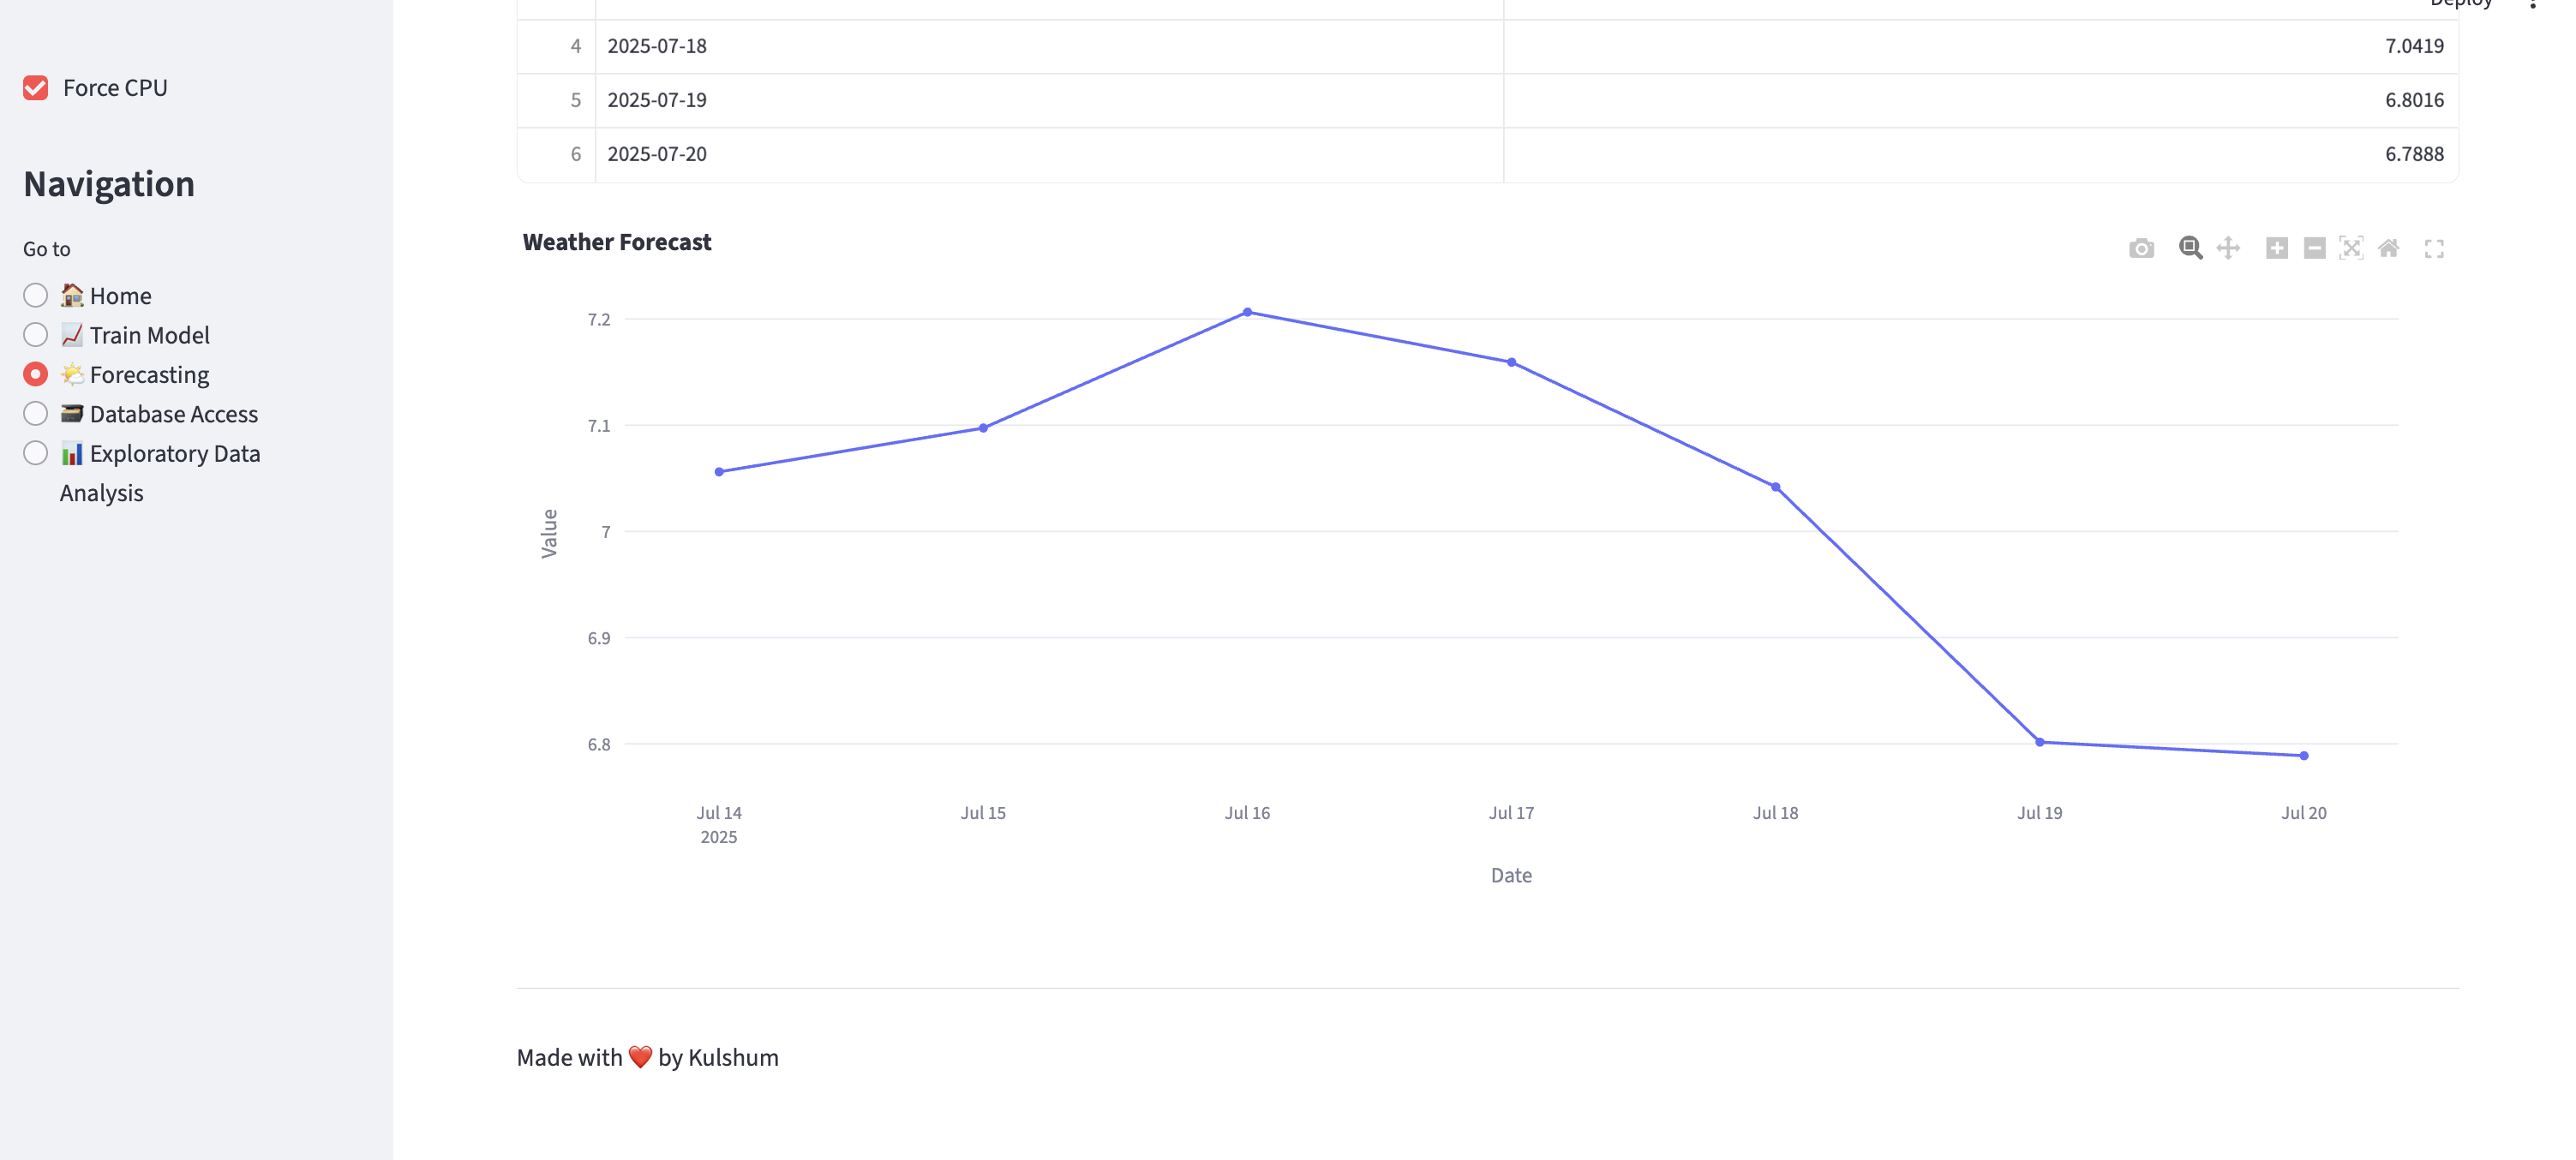 Deploy
4 2025-07-18 7.0419
5 2025-07-19 6.8016
6 2025-07-20 6.7888
Force CPU
Navigation
Go to
Home
Train Model
Forecasting
Database Access
Exploratory Data
Analysis
Weather Forecast
7.2
7.1
7
6.9
6.8
Value
Jul 14
2025
Jul 15
Jul 16
Jul 17
Jul 18
Jul 19
Jul 20
Date
Made with ❤️ by Kulshum